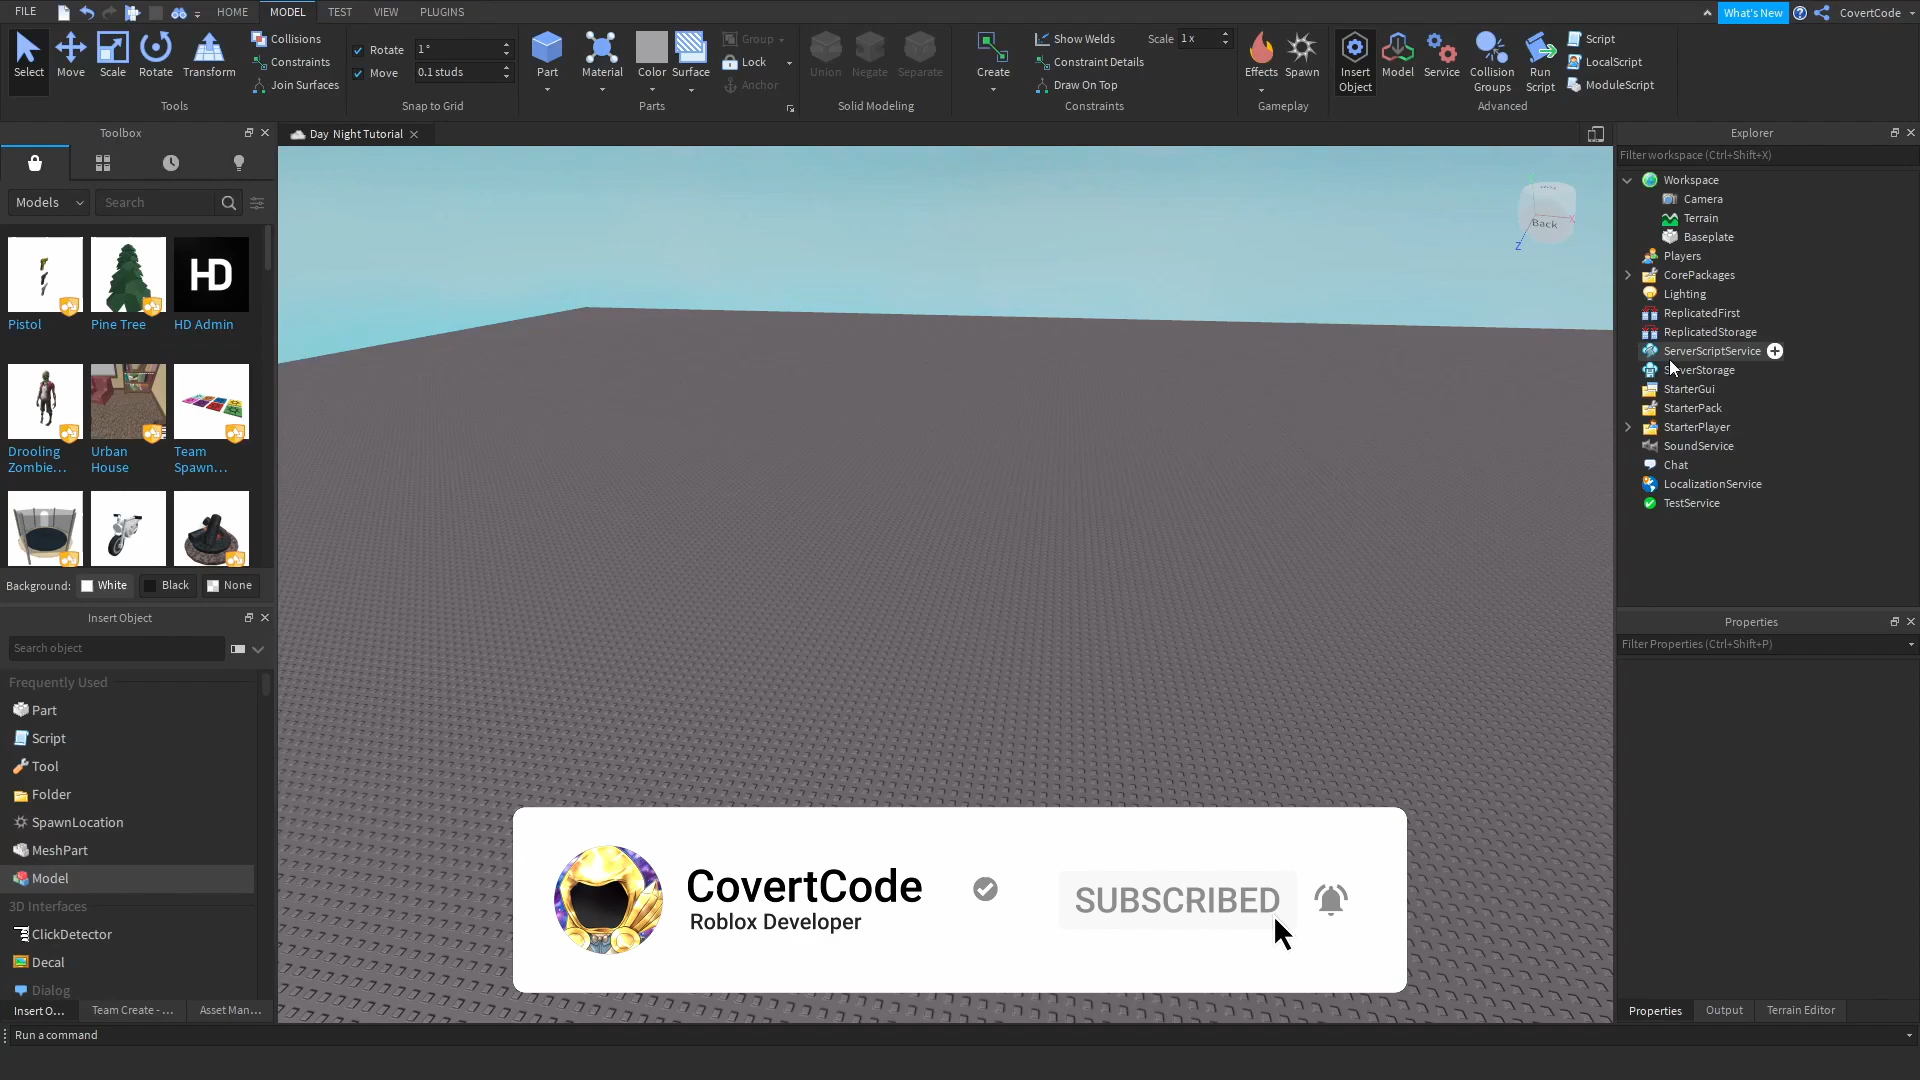 FILE
HOME
MODEL
TEST
VIEW
PLUGINS
What's New
CovertCode
Select
Move
Scale
Rotate
Transform
Collisions
Constraints
Join Surfaces
Tools
Rotate
1°
Move
0.1 studs
Snap to Grid
Part
Material
Color
Surface
Group
Lock
Anchor
Parts
Union
Negate
Separate
Solid Modeling
Create
Show Welds
Scale 1x
Constraint Details
Draw On Top
Constraints
Effects
Spawn
Gameplay
Insert
Object
Model
Service
Collision
Groups
Run
Script
Script
LocalScript
ModuleScript
Advanced
Toolbox
Models
Search
HD
Pistol
Pine Tree
HD Admin
Drooling
Zombie...
Urban
House
Team
Spawn...
Background:
White
Black
None
Insert Object
Search object
Frequently Used
Part
Script
Tool
Folder
SpawnLocation
MeshPart
Model
3D Interfaces
ClickDetector
Decal
Dialog
Insert O...
Team Create - ...
Asset Man...
Run a command
Day Night Tutorial
Back
X
Z
CovertCode
Roblox Developer
SUBSCRIBED
Explorer
Filter workspace (Ctrl+Shift+X)
Workspace
Camera
Terrain
Baseplate
Players
CorePackages
Lighting
ReplicatedFirst
ReplicatedStorage
ServerScriptService
ServerStorage
StarterGui
StarterPack
StarterPlayer
SoundService
Chat
LocalizationService
TestService
Properties
Filter Properties (Ctrl+Shift+P)
Properties
Output
Terrain Editor